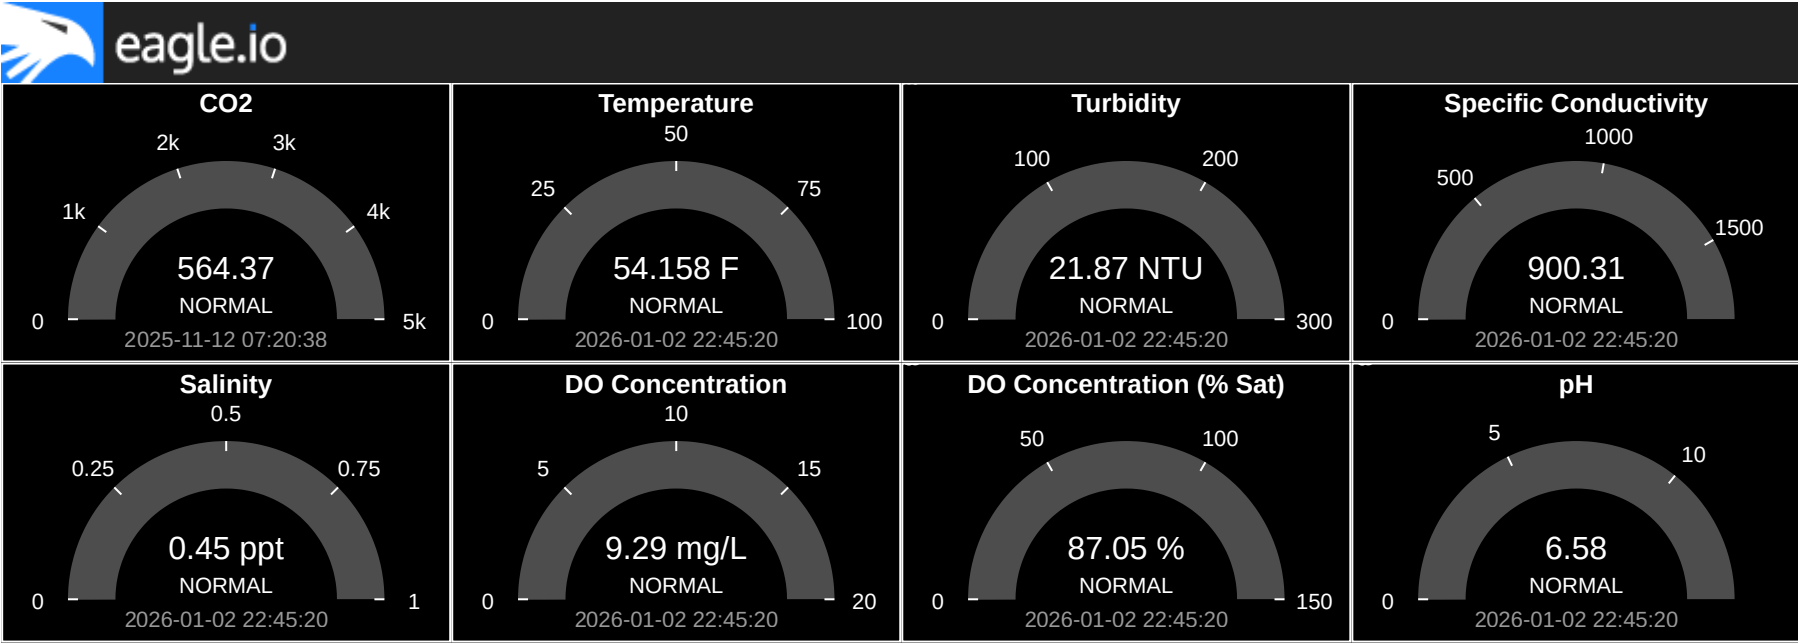 eagle.io
CO2
2k
3k
1k
4k
564.37
NORMAL
0
5k
2025-11-12 07:20:38
Temperature
50
25
75
54.158 F
NORMAL
0
100
2026-01-02 22:45:20
Turbidity
100
200
21.87 NTU
NORMAL
0
300
2026-01-02 22:45:20
Specific Conductivity
1000
500
1500
900.31
NORMAL
0
2026-01-02 22:45:20
Salinity
0.5
0.25
0.75
0.45 ppt
NORMAL
0
1
2026-01-02 22:45:20
DO Concentration
10
5
15
9.29 mg/L
NORMAL
0
20
2026-01-02 22:45:20
DO Concentration (% Sat)
50
100
87.05 %
NORMAL
0
150
2026-01-02 22:45:20
pH
5
10
6.58
NORMAL
0
2026-01-02 22:45:20